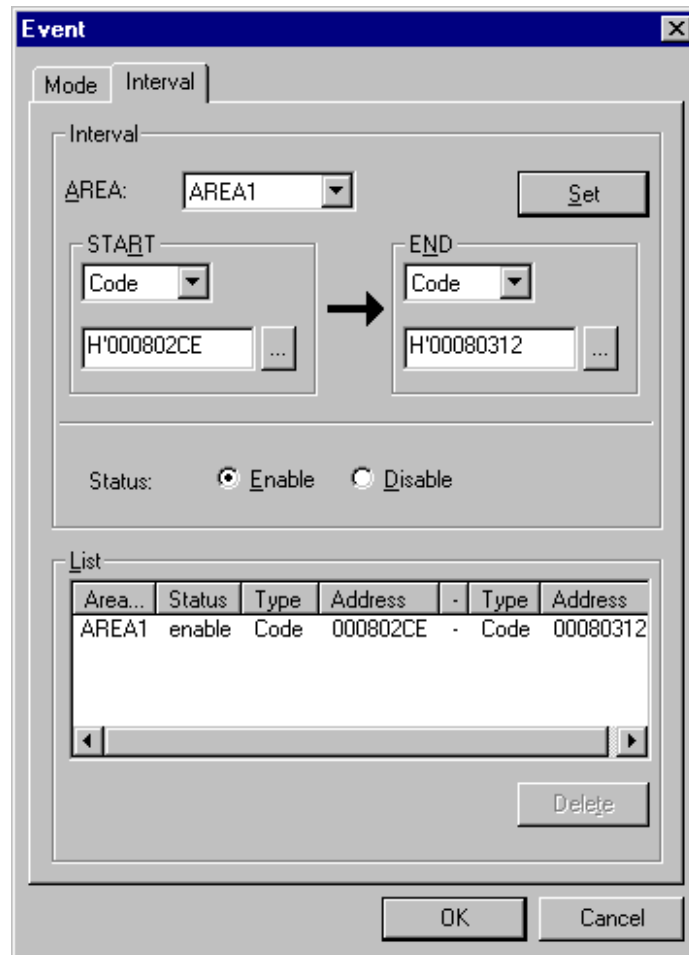 Event
Mode Interval
Interval
AREA: AREA1 Set
START END
Code Code
H'000802CE ... H'00080312 ...
Status: Enable Disable
List
Area... Status Type Address - Type Address
AREA1 enable Code 000802CE - Code 00080312
Delete
OK Cancel